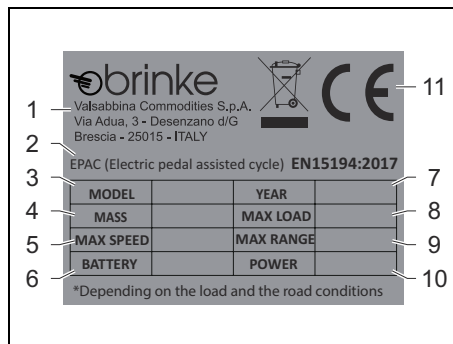 brinke
CE
Valsabbina Commodities S.p.A.
Via Adua, 3 - Desenzano d/G
Brescia - 25015 - ITALY
EPAC (Electric pedal assisted cycle) EN15194:2017
MODEL YEAR
MASS MAX LOAD
MAX SPEED MAX RANGE
BATTERY POWER
*Depending on the load and the road conditions
1
2
3
4
5
6
7
8
9
10
11